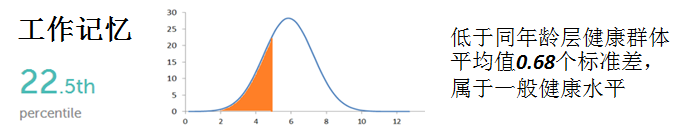 工作记忆
22.5th
percentile
30
25
20
15
10
5
0
0 2 4 6 8 10 12
低于同年龄层健康群体
平均值0.68个标准差，
属于一般健康水平